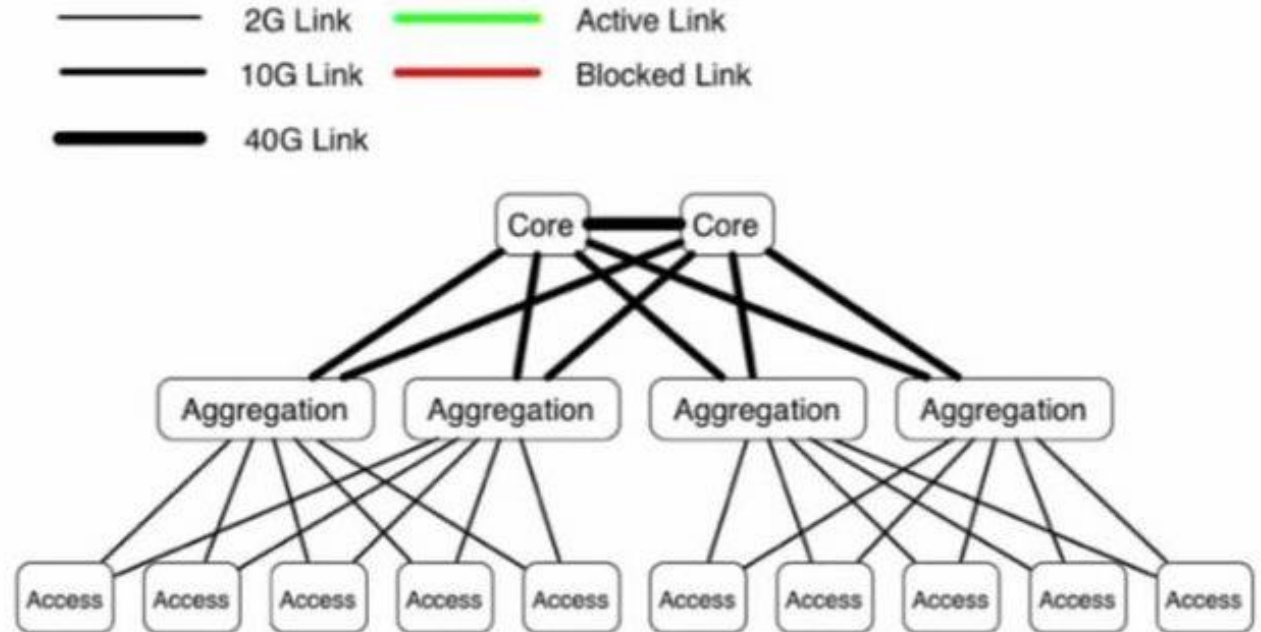 2G Link Active Link
10G Link Blocked Link
40G Link
Core Core
Aggregation Aggregation Aggregation Aggregation
Access Access Access Access Access Access Access Access Access Access